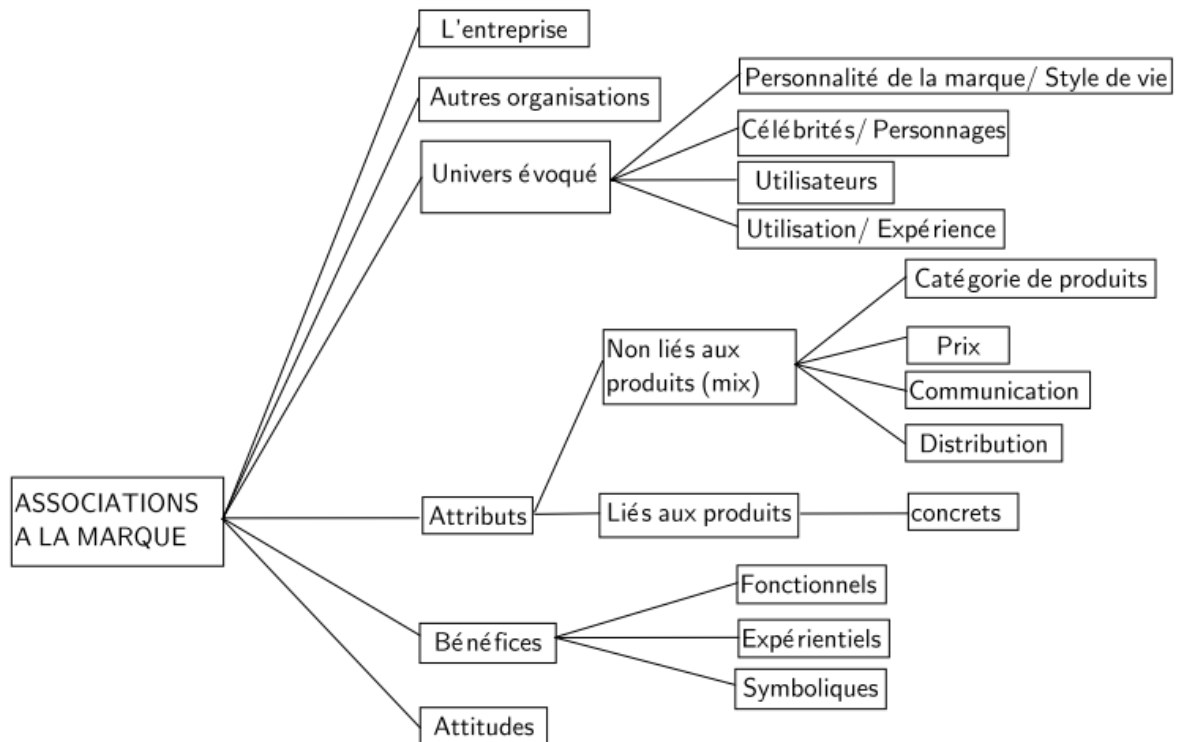 L'entreprise
Autres organisations
Univers évoqué
Personnalité de la marque/ Style de vie
Célébrités/ Personnages
Utilisateurs
Utilisation/ Expérience
Catégorie de produits
Non liés aux
produits (mix)
Prix
Communication
Distribution
ASSOCIATIONS
A LA MARQUE
Attributs
Liés aux produits
concrets
Bénéfices
Fonctionnels
Expérientiels
Symboliques
Attitudes